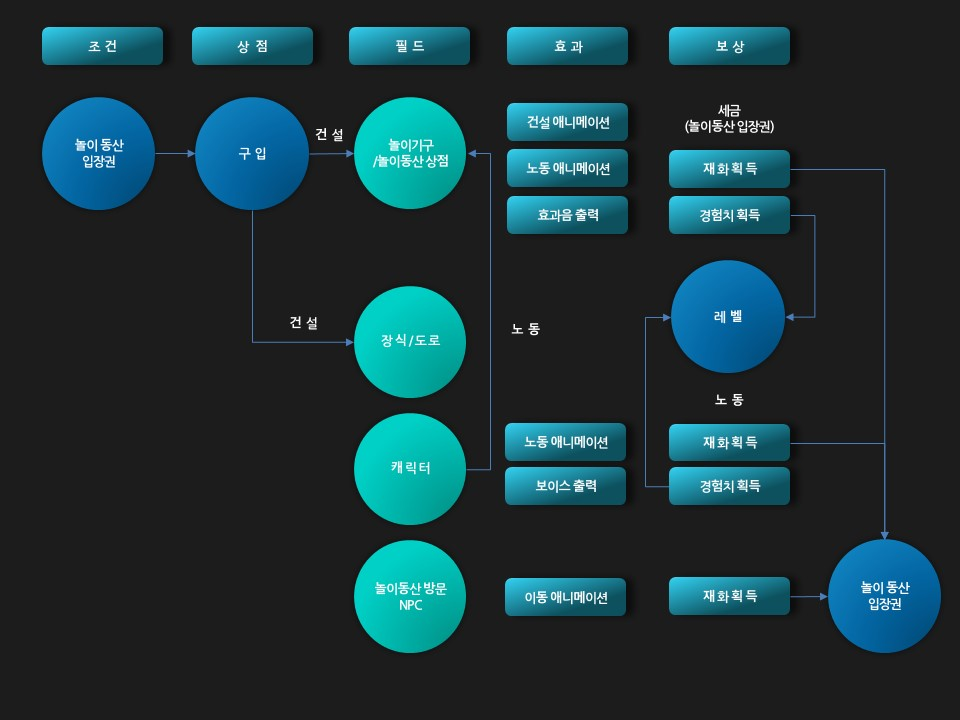 조 건
상 점
필 드
효 과
보 상
놀이 동산
입장권
구 입
건 설
놀이기구
/놀이동산 상점
건설 애니메이션
노동 애니메이션
효과음 출력
세금
(놀이동산 입장권)
재화획득
경험치 획득
레 벨
건 설
장식/도로
노 동
노 동
캐릭터
노동 애니메이션
보이스 출력
재화획득
경험치 획득
놀이동산 방문
NPC
이동 애니메이션
재화획득
놀이 동산
입장권